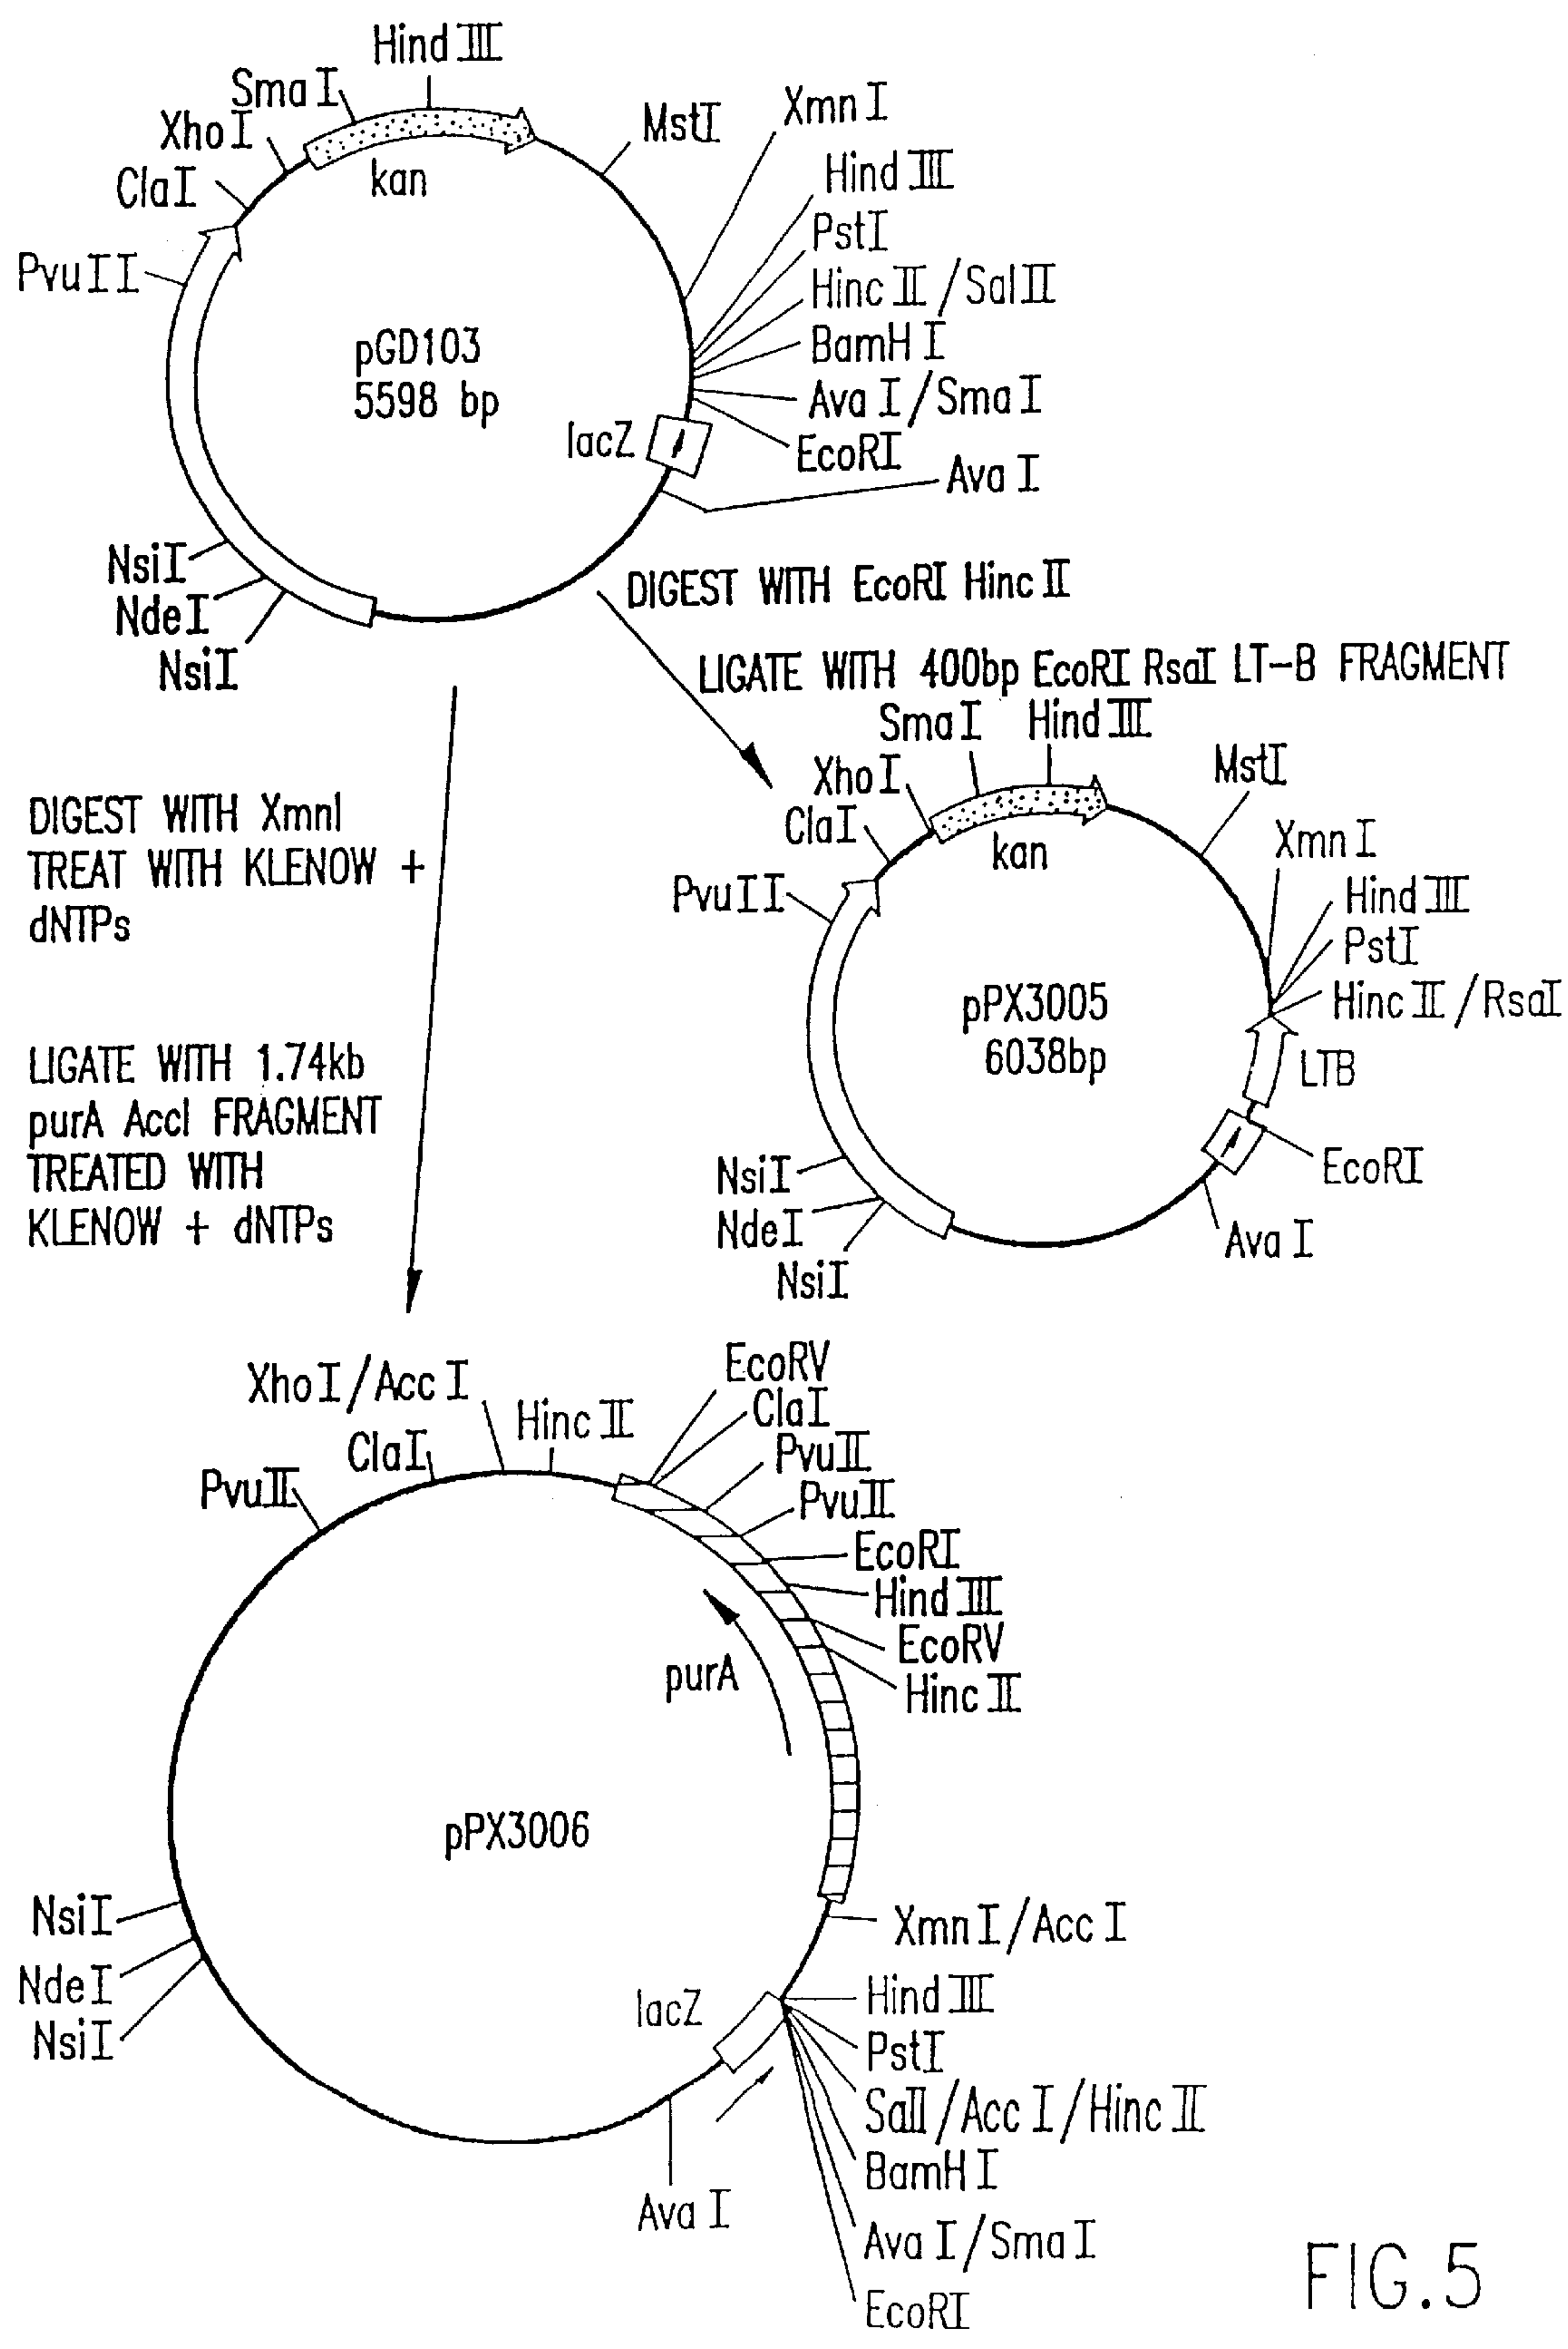 Hind III
Sma I
Xho I
Cla I
Pvu II
kan
Mst I
Xmn I
Hind III
Pst I
Hinc II / Sal II
BamH I
Ava I / Sma I
EcoRI
Ava I
lacZ
pGD103
5598 bp
Nsi I
Nde I
Nsi I
DIGEST WITH EcoRI Hinc II
LIGATE WITH 400bp EcoRI RsaI LT-B FRAGMENT
DIGEST WITH XmnI
TREAT WITH KLENOW +
dNTPs
LIGATE WITH 1.74kb
purA AccI FRAGMENT
TREATED WITH
KLENOW + dNTPs
Sma I
Hind III
Xho I
Cla I
Pvu II
kan
Mst I
Xmn I
Hind III
Pst I
Hinc II / RsaI
LTB
EcoRI
Ava I
pPX3005
6038bp
Nsi I
Nde I
Nsi I
Xho I / Acc I
Hinc II
Cla I
Pvu II
EcoRV
Cla I
Pvu II
Pvu II
EcoRI
Hind III
EcoRV
Hinc II
purA
pPX3006
Nsi I
Nde I
Nsi I
Xmn I / Acc I
lacZ
Hind III
Pst I
SalI / Acc I / Hinc II
BamH I
Ava I / Sma I
EcoRI
Ava I
FIG.5